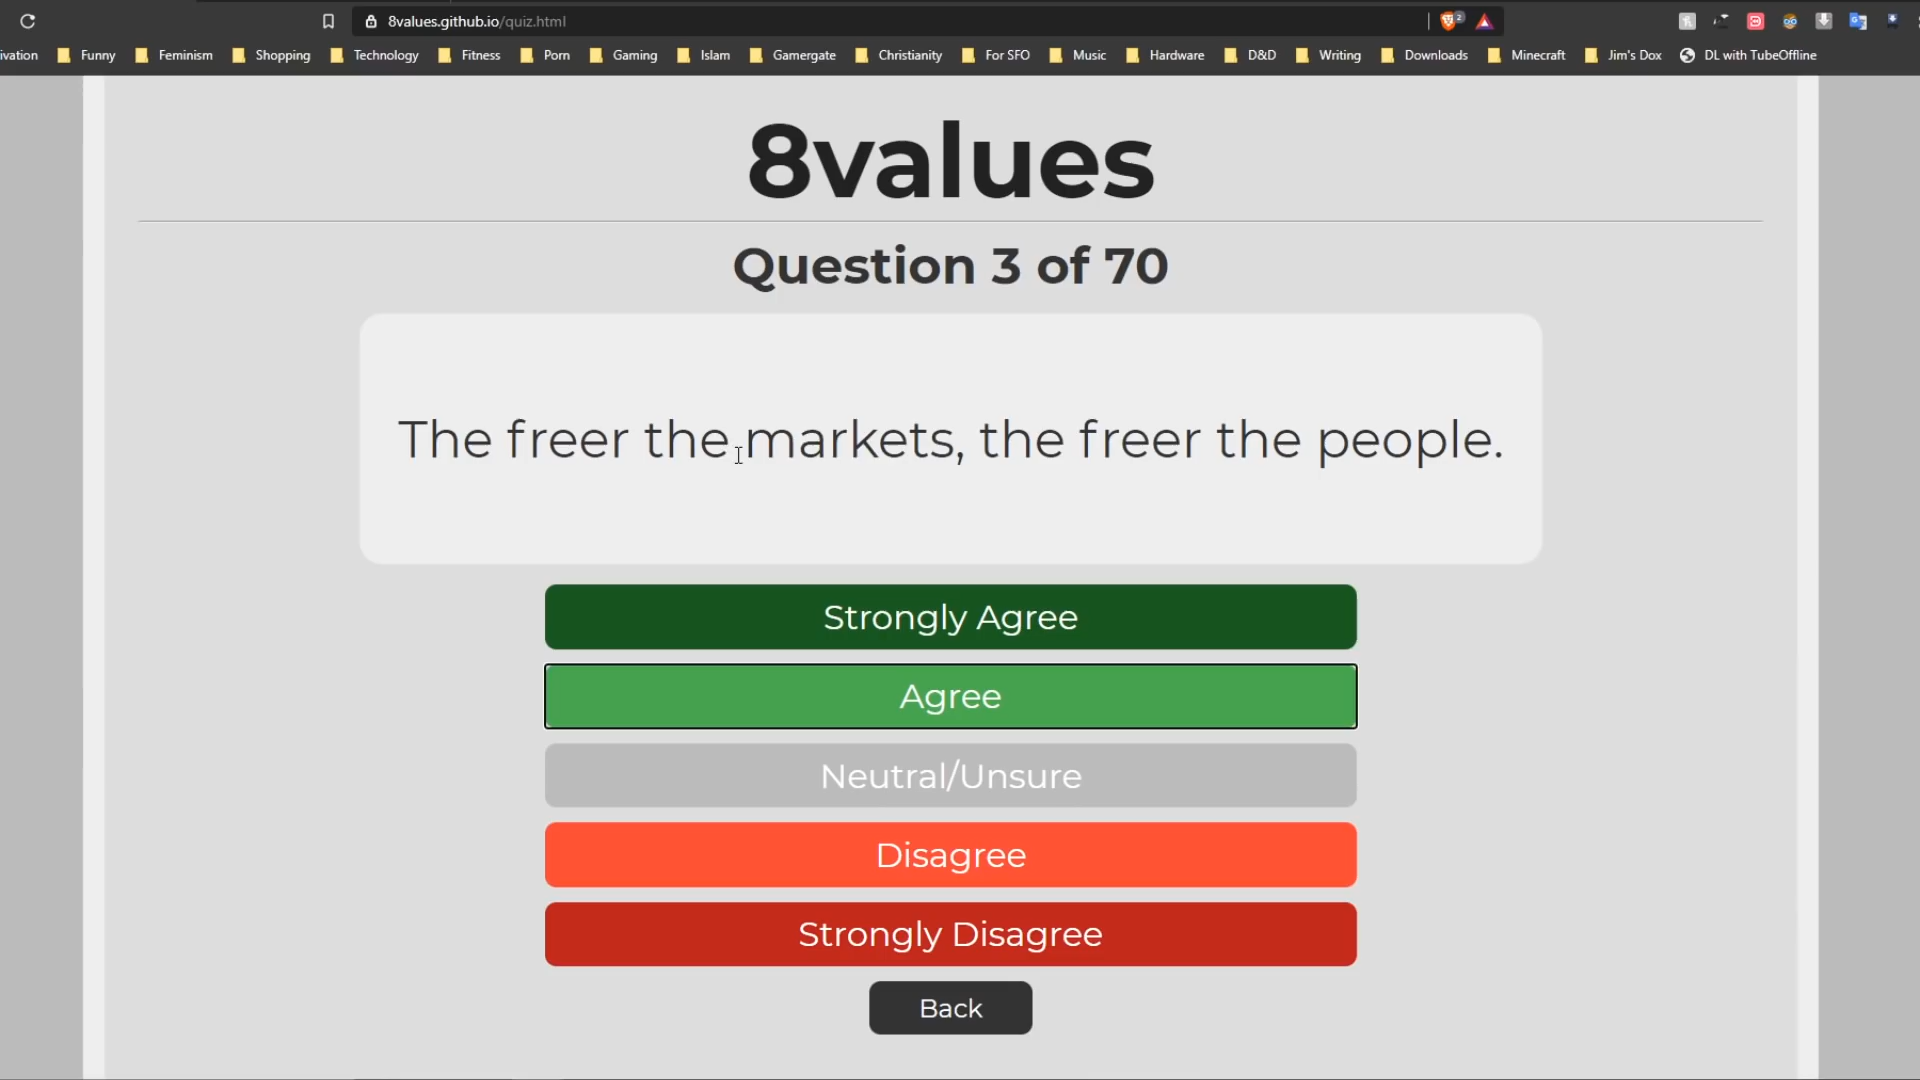 8values.github.io/quiz.html
2
ivation Funny Feminism Shopping Technology Fitness Porn Gaming Islam Gamergate Christianity For SFO Music Hardware D&D Writing Downloads Minecraft Jim's Dox DL with TubeOffline
8values
Question 3 of 70
The freer the markets, the freer the people.
Strongly Agree
Agree
Neutral/Unsure
Disagree
Strongly Disagree
Back